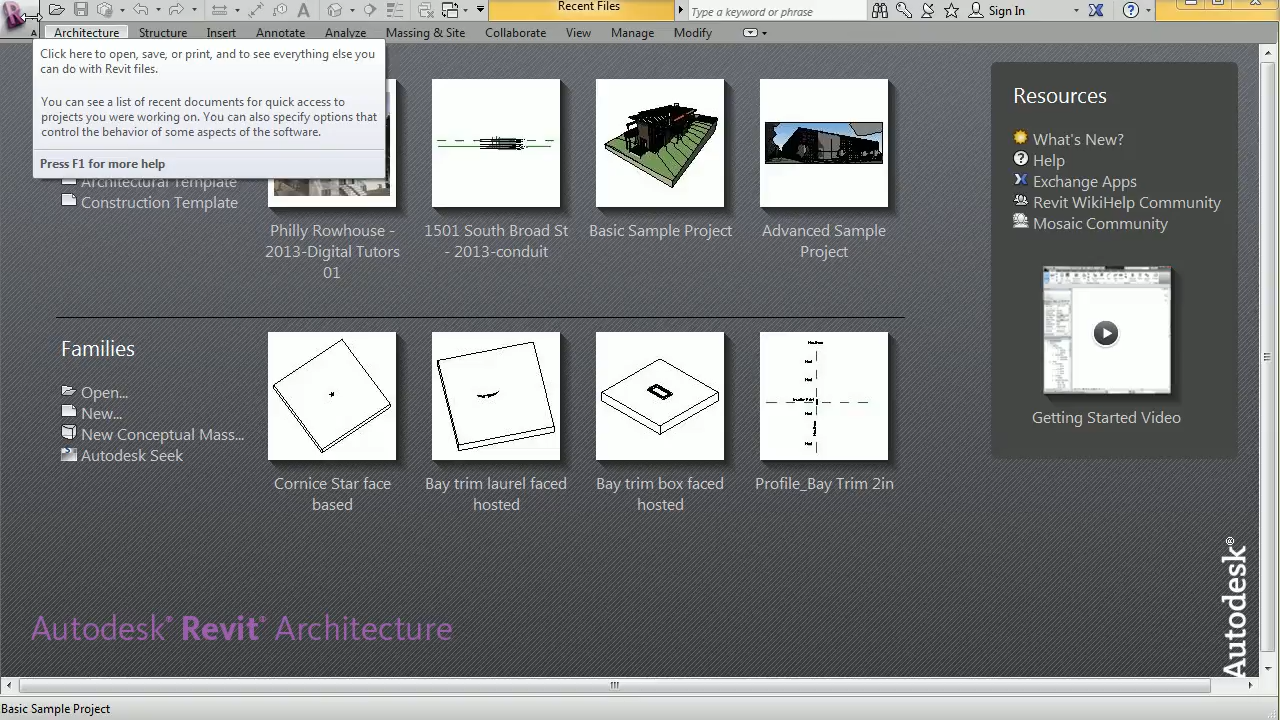 Recent Files
Type a keyword or phrase
Sign In
Architecture
Structure
Insert
Annotate
Analyze
Massing & Site
Collaborate
View
Manage
Modify
Click here to open, save, or print, and to see everything else you
can do with Revit files.
You can see a list of recent documents for quick access to
projects you were working on. You can also specify options that
control the behavior of some aspects of the software.
Press F1 for more help
Architectural Template
Construction Template
Philly Rowhouse -
2013-Digital Tutors
01
1501 South Broad St
- 2013-conduit
Basic Sample Project
Advanced Sample
Project
Resources
What's New?
Help
Exchange Apps
Revit WikiHelp Community
Mosaic Community
Getting Started Video
Families
Open...
New...
New Conceptual Mass...
Autodesk Seek
Cornice Star face
based
Bay trim laurel faced
hosted
Bay trim box faced
hosted
Profile_Bay Trim 2in
Autodesk® Revit® Architecture
Autodesk®
Basic Sample Project